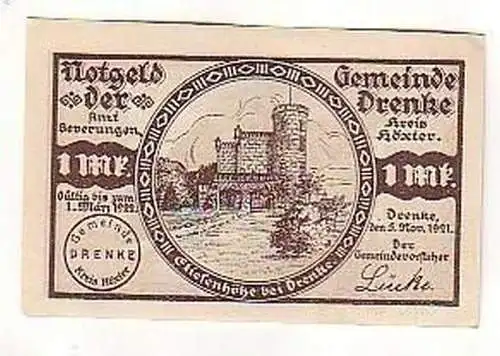 Notgeld
der
Amt
Beverungen.
1 Mk.
Gültig bis zum
1. März 1922.
Gemeinde
DRENKE
Kreis Höxter
Gemeinde
Drenke
Kreis
Höxter.
1 Mk.
Drenke,
den 5. Nov. 1921.
Der
Gemeindevorsteher
Lücke.
bei Drenke.